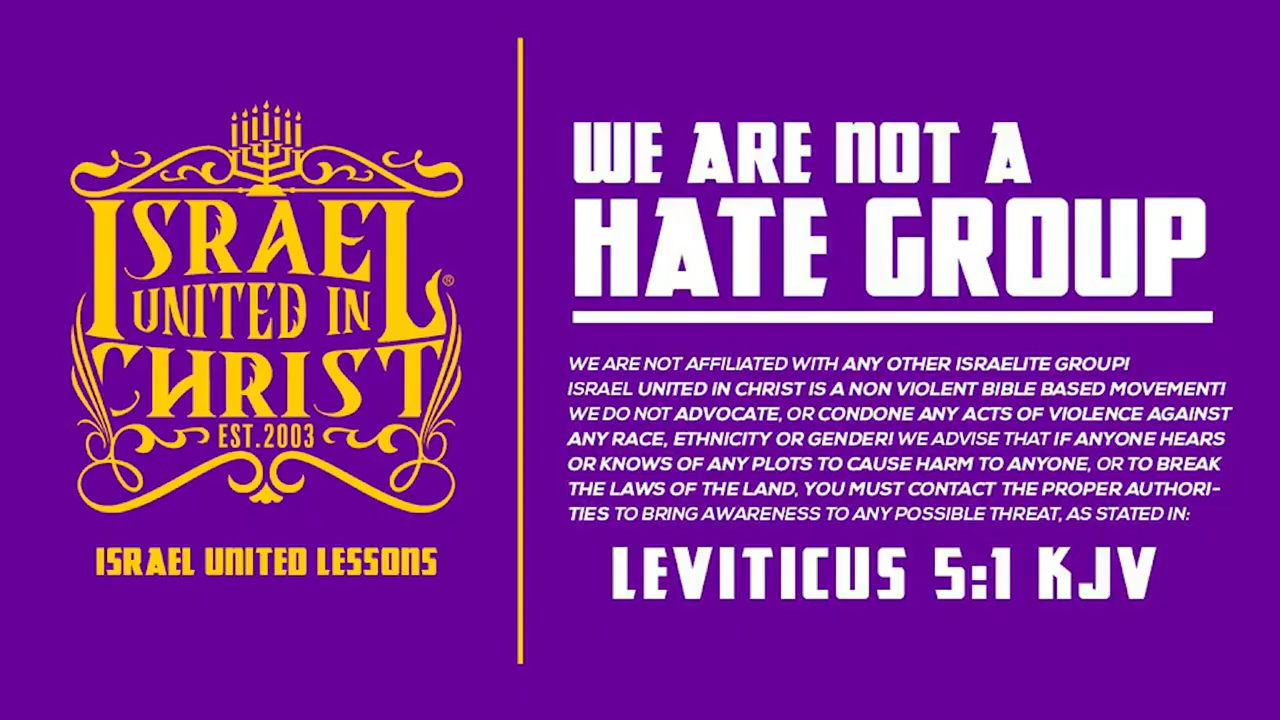 ISRAEL
UNITED IN
CHRIST
EST.2003
®
ISRAEL UNITED LESSONS
WE ARE NOT A
HATE GROUP
WE ARE NOT AFFILIATED WITH ANY OTHER ISRAELITE GROUP!
ISRAEL UNITED IN CHRIST IS A NON VIOLENT BIBLE BASED MOVEMENT!
WE DO NOT ADVOCATE, OR CONDONE ANY ACTS OF VIOLENCE AGAINST
ANY RACE, ETHNICITY OR GENDER! WE ADVISE THAT IF ANYONE HEARS
OR KNOWS OF ANY PLOTS TO CAUSE HARM TO ANYONE, OR TO BREAK
THE LAWS OF THE LAND, YOU MUST CONTACT THE PROPER AUTHORI-
TIES TO BRING AWARENESS TO ANY POSSIBLE THREAT, AS STATED IN:
LEVITICUS 5:1 KJV